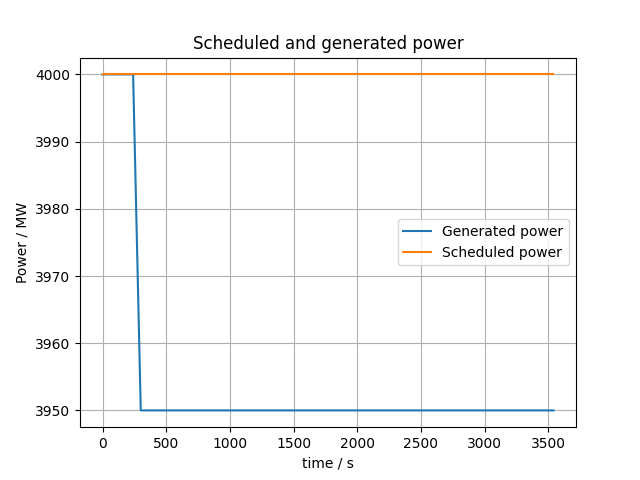 Scheduled and generated power
Power / MW
4000
3990
3980
3970
3960
3950
Generated power
Scheduled power
0 500 1000 1500 2000 2500 3000 3500
time / s